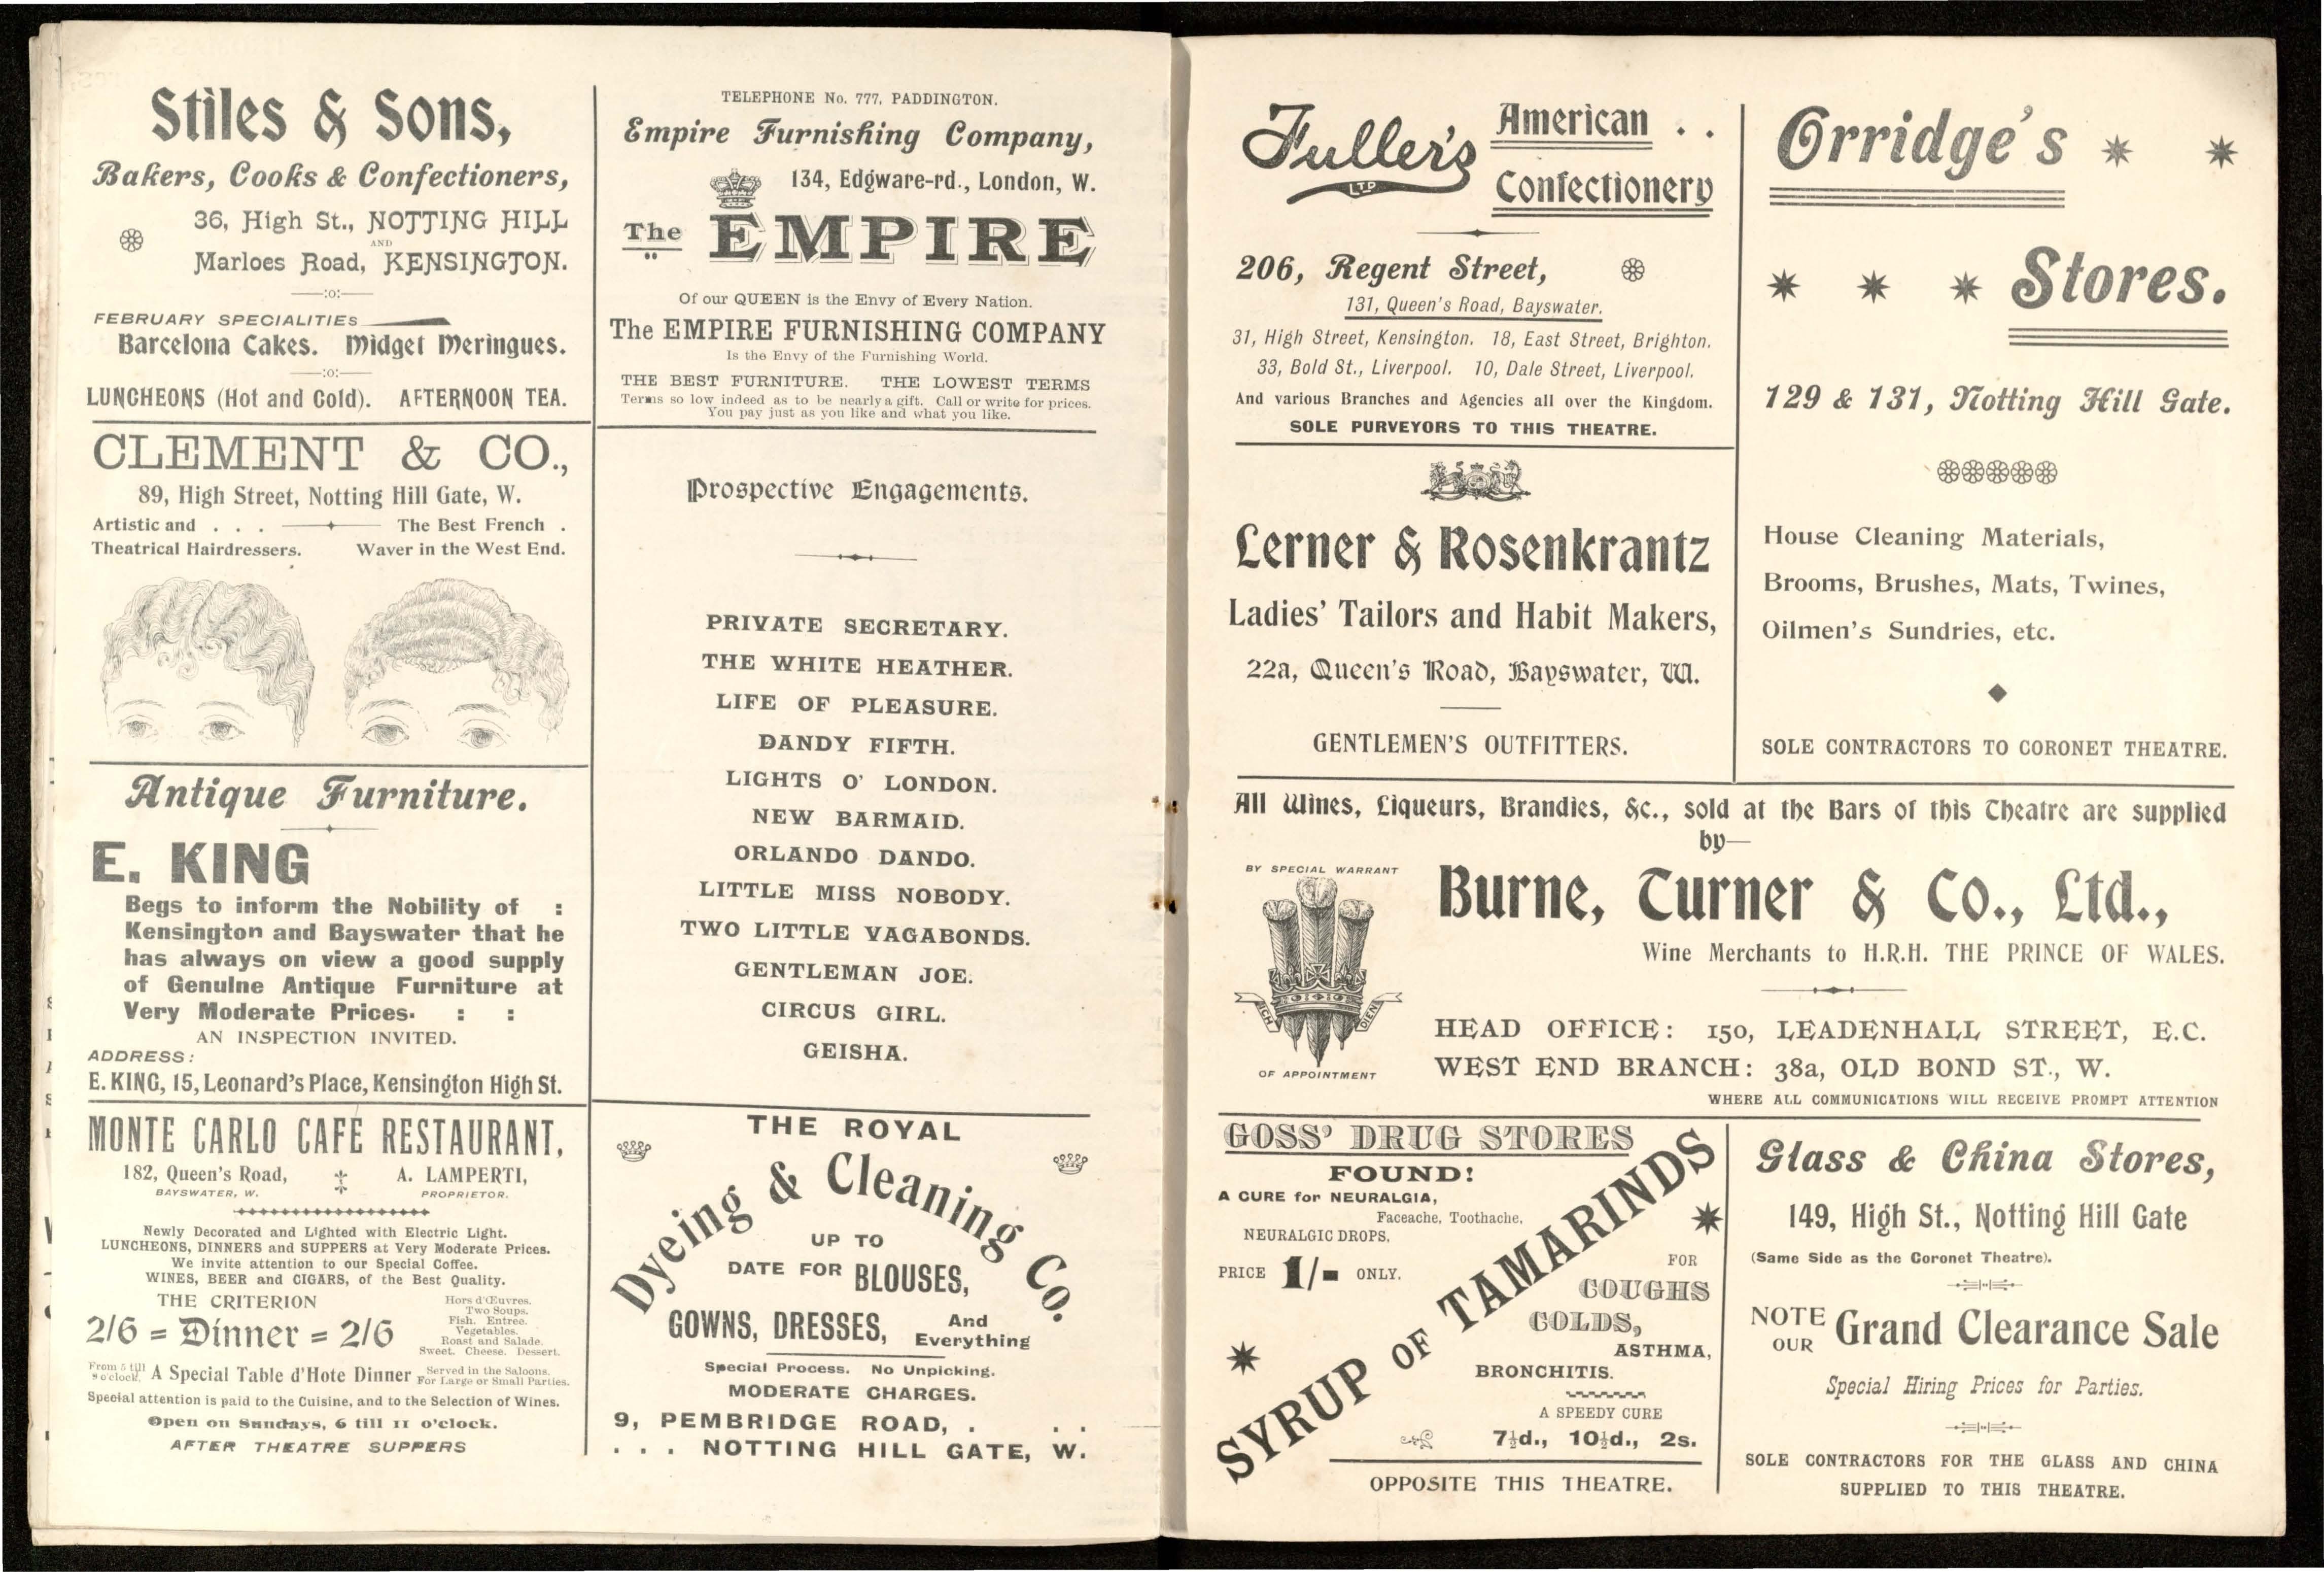 Stiles & Sons,
Bakers, Cooks & Confectioners,
36, High St., NOTTING HILL
AND
Marloes Road, KENSINGTON.
:o:
FEBRUARY SPECIALITIES
Barcelona Cakes. Midget Meringues.
:o:
LUNCHEONS (Hot and Cold). AFTERNOON TEA.
CLEMENT & CO.,
89, High Street, Notting Hill Gate, W.
Artistic and . . . The Best French .
Theatrical Hairdressers. Waver in the West End.
Antique Furniture.
E. KING
Begs to inform the Nobility of :
Kensington and Bayswater that he
has always on view a good supply
of Genuine Antique Furniture at
Very Moderate Prices. : :
AN INSPECTION INVITED.
ADDRESS:
E. KING, 15, Leonard's Place, Kensington High St.
MONTE CARLO CAFÉ RESTAURANT,
182, Queen's Road, A. LAMPERTI,
BAYSWATER, W. PROPRIETOR.
Newly Decorated and Lighted with Electric Light.
LUNCHEONS, DINNERS and SUPPERS at Very Moderate Prices.
We invite attention to our Special Coffee.
WINES, BEER and CIGARS, of the Best Quality.
THE CRITERION
2/6 = Dinner = 2/6
Hors d'Œuvres.
Two Soups.
Fish. Entree.
Vegetables.
Roast and Salade.
Sweet. Cheese. Dessert.
From 5 till
9 o'clock. A Special Table d'Hote Dinner Served in the Saloons.
For Large or Small Parties.
Special attention is paid to the Cuisine, and to the Selection of Wines.
Open on Sundays, 6 till 11 o'clock.
AFTER THEATRE SUPPERS
TELEPHONE No. 777, PADDINGTON.
Empire Furnishing Company,
134, Edgware-rd., London, W.
The EMPIRE
Of our QUEEN is the Envy of Every Nation.
The EMPIRE FURNISHING COMPANY
Is the Envy of the Furnishing World.
THE BEST FURNITURE. THE LOWEST TERMS
Terms so low indeed as to be nearly a gift. Call or write for prices.
You pay just as you like and what you like.
Prospective Engagements.
PRIVATE SECRETARY.
THE WHITE HEATHER.
LIFE OF PLEASURE.
DANDY FIFTH.
LIGHTS O' LONDON.
NEW BARMAID.
ORLANDO DANDO.
LITTLE MISS NOBODY.
TWO LITTLE VAGABONDS.
GENTLEMAN JOE.
CIRCUS GIRL.
GEISHA.
THE ROYAL
Dyeing & Cleaning Co.
UP TO
DATE FOR BLOUSES,
GOWNS, DRESSES, And
Everything
Special Process. No Unpicking.
MODERATE CHARGES.
9, PEMBRIDGE ROAD, . . .
. . . NOTTING HILL GATE, W.
Fuller's LTD American . .
Confectionery
206, Regent Street,
131, Queen's Road, Bayswater.
31, High Street, Kensington. 18, East Street, Brighton.
33, Bold St., Liverpool. 10, Dale Street, Liverpool.
And various Branches and Agencies all over the Kingdom.
SOLE PURVEYORS TO THIS THEATRE.
Lerner & Rosenkrantz
Ladies' Tailors and Habit Makers,
22a, Queen's Road, Bayswater, W.
GENTLEMEN'S OUTFITTERS.
Orridge's
Stores.
129 & 131, Notting Hill Gate.
House Cleaning Materials,
Brooms, Brushes, Mats, Twines,
Oilmen's Sundries, etc.
SOLE CONTRACTORS TO CORONET THEATRE.
All Wines, Liqueurs, Brandies, &c., sold at the Bars of this Theatre are supplied
by—
BY SPECIAL WARRANT
ICH DIEN
OF APPOINTMENT
Burne, Turner & Co., Ltd.,
Wine Merchants to H.R.H. THE PRINCE OF WALES.
HEAD OFFICE: 150, LEADENHALL STREET, E.C.
WEST END BRANCH: 38a, OLD BOND ST., W.
WHERE ALL COMMUNICATIONS WILL RECEIVE PROMPT ATTENTION
GOSS' DRUG STORES
FOUND!
A CURE for NEURALGIA,
Faceache, Toothache,
NEURALGIC DROPS,
PRICE 1/- ONLY.
SYRUP OF TAMARINDS
FOR
COUGHS
COLDS,
ASTHMA,
BRONCHITIS.
A SPEEDY CURE
7½d., 10½d., 2s.
OPPOSITE THIS THEATRE.
Glass & China Stores,
149, High St., Notting Hill Gate
(Same Side as the Coronet Theatre).
NOTE
OUR Grand Clearance Sale
Special Hiring Prices for Parties.
SOLE CONTRACTORS FOR THE GLASS AND CHINA
SUPPLIED TO THIS THEATRE.